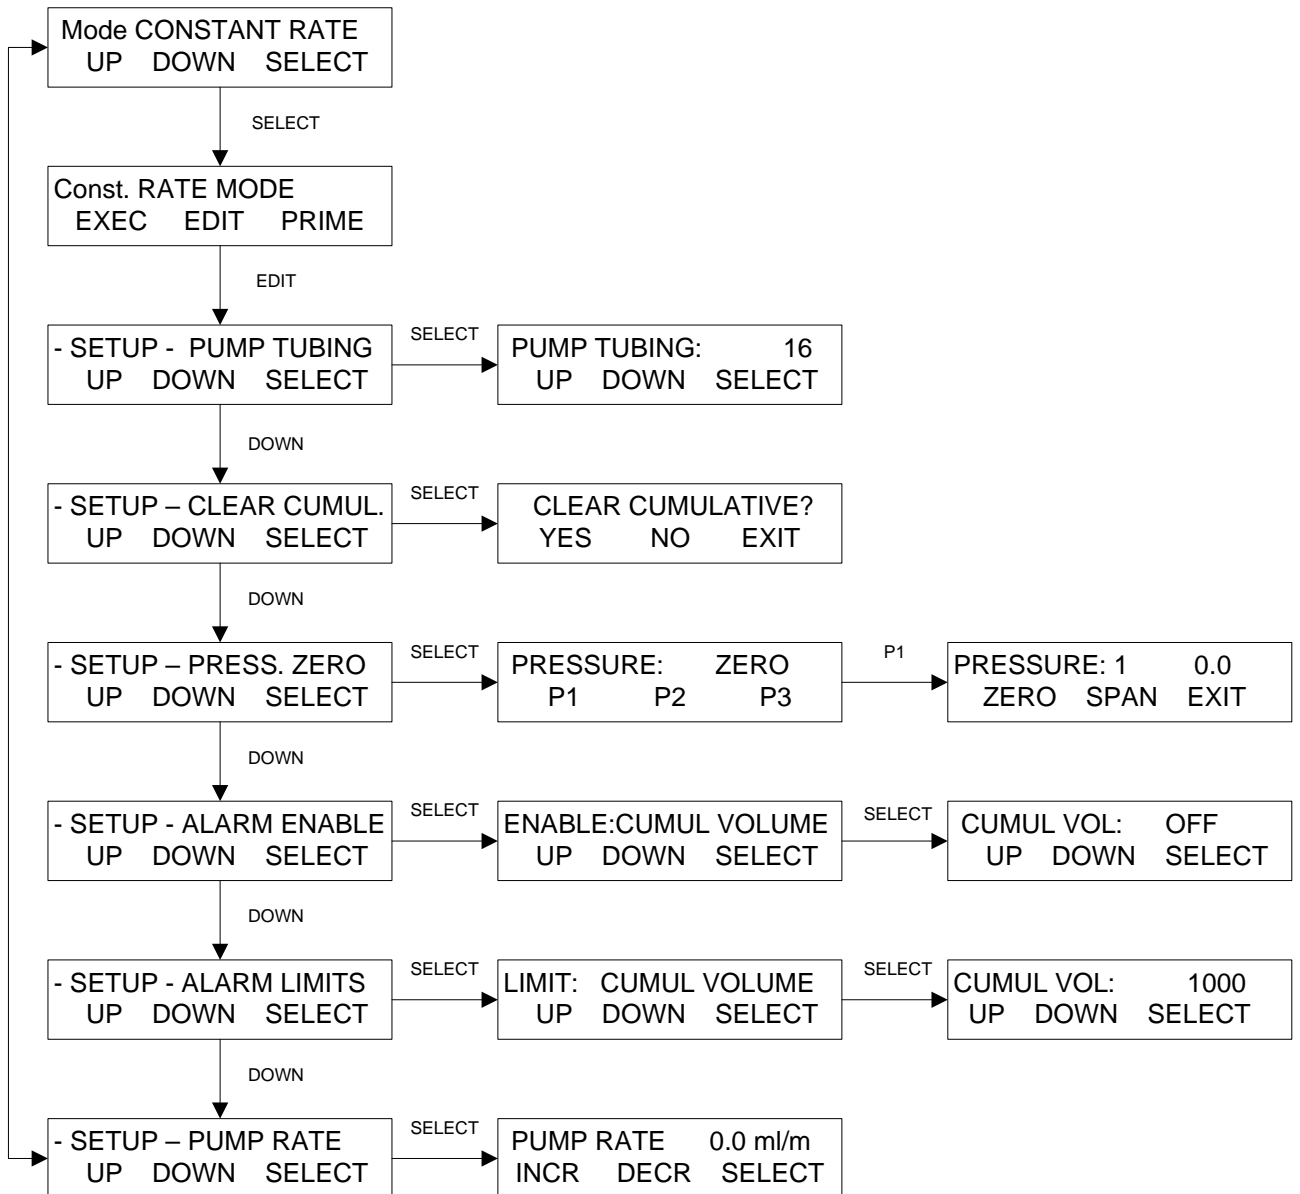 Mode CONSTANT RATE
UP DOWN SELECT
SELECT
Const. RATE MODE
EXEC EDIT PRIME
EDIT
- SETUP - PUMP TUBING
UP DOWN SELECT
SELECT
PUMP TUBING: 16
UP DOWN SELECT
DOWN
- SETUP – CLEAR CUMUL.
UP DOWN SELECT
SELECT
CLEAR CUMULATIVE?
YES NO EXIT
DOWN
- SETUP – PRESS. ZERO
UP DOWN SELECT
SELECT
PRESSURE: ZERO
P1 P2 P3
P1
PRESSURE: 1 0.0
ZERO SPAN EXIT
DOWN
- SETUP - ALARM ENABLE
UP DOWN SELECT
SELECT
ENABLE:CUMUL VOLUME
UP DOWN SELECT
SELECT
CUMUL VOL: OFF
UP DOWN SELECT
DOWN
- SETUP - ALARM LIMITS
UP DOWN SELECT
SELECT
LIMIT: CUMUL VOLUME
UP DOWN SELECT
SELECT
CUMUL VOL: 1000
UP DOWN SELECT
DOWN
- SETUP – PUMP RATE
UP DOWN SELECT
SELECT
PUMP RATE 0.0 ml/m
INCR DECR SELECT